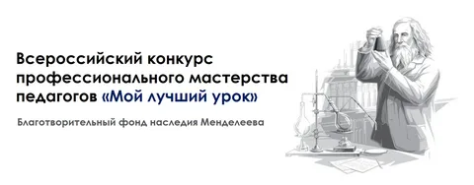 Всероссийский конкурс
профессионального мастерства
педагогов «Мой лучший урок»
Благотворительный фонд наследия Менделеева